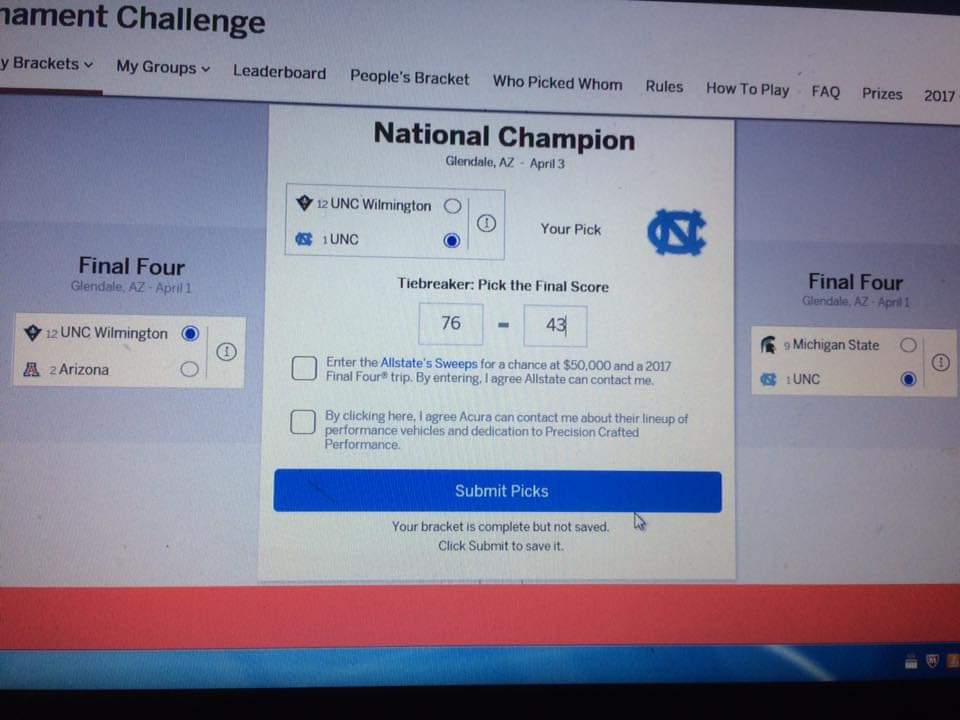 nament Challenge
y Brackets
My Groups
Leaderboard
People's Bracket
Who Picked Whom
Rules
How To Play
FAQ
Prizes
2017
National Champion
Glendale, AZ - April 3
12 UNC Wilmington
1 UNC
Your Pick
NC
Final Four
Glendale, AZ - April 1
12 UNC Wilmington
2 Arizona
Tiebreaker: Pick the Final Score
76 - 43
Final Four
Glendale, AZ - April 1
9 Michigan State
1 UNC
Enter the Allstate's Sweeps for a chance at $50,000 and a 2017
Final Four® trip. By entering, I agree Allstate can contact me.
By clicking here, I agree Acura can contact me about their lineup of
performance vehicles and dedication to Precision Crafted
Performance.
Submit Picks
Your bracket is complete but not saved.
Click Submit to save it.